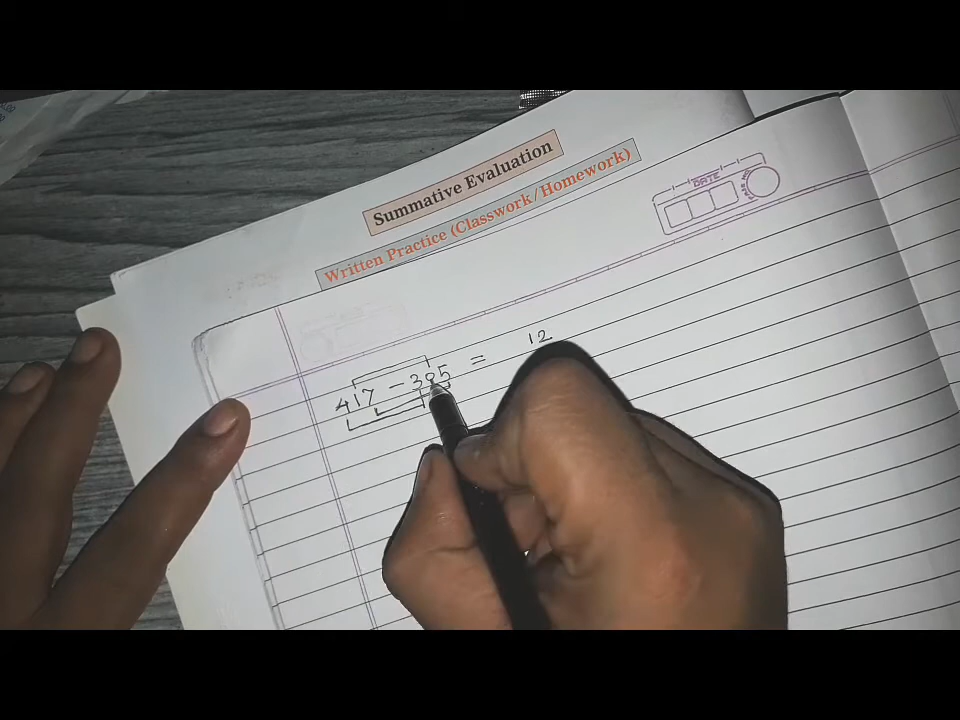 Summative Evaluation
Written Practice (Classwork/Homework)
DATE
12
417 - 385 =